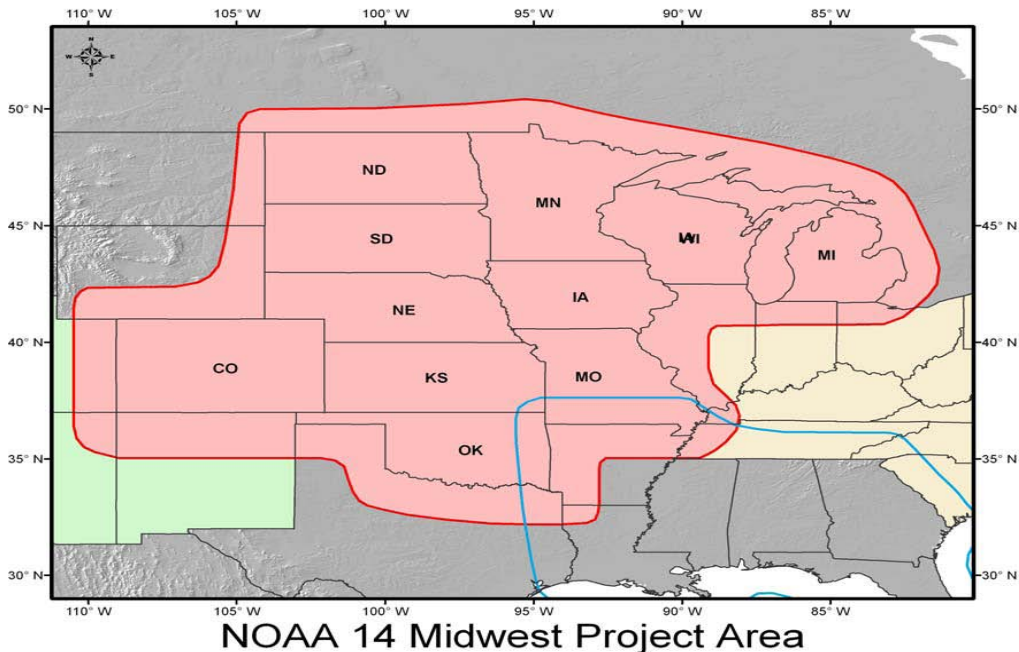 110° W 105° W 100° W 95° W 90° W 85° W
N
W E
S
50° N 50° N
ND
MN
45° N 45° N
SD
WI
MI
IA
NE
40° N 40° N
CO
KS
MO
35° N 35° N
OK
30° N 30° N
110° W 105° W 100° W 95° W 90° W 85° W
NOAA 14 Midwest Project Area